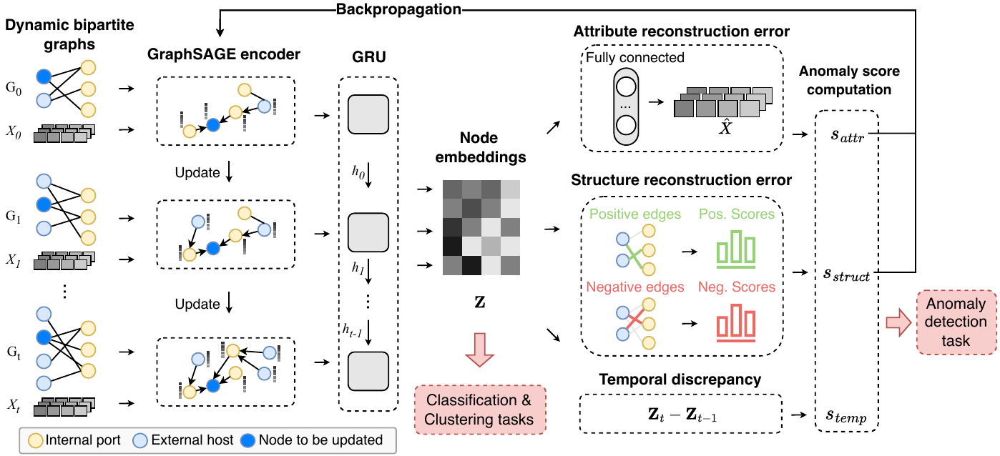 Backpropagation
Dynamic bipartite
graphs
GraphSAGE encoder
GRU
G0
X0
Update
h0
G1
X1
Update
h1
⋮
⋮
ht-1
Gt
Xt
Internal port
External host
Node to be updated
Node
embeddings
Z
Classification &
Clustering tasks
Attribute reconstruction error
Fully connected
...
X̂
Structure reconstruction error
Positive edges
Pos. Scores
Negative edges
Neg. Scores
Temporal discrepancy
Zt − Zt−1
Anomaly score
computation
sattr
sstruct
stemp
Anomaly
detection
task